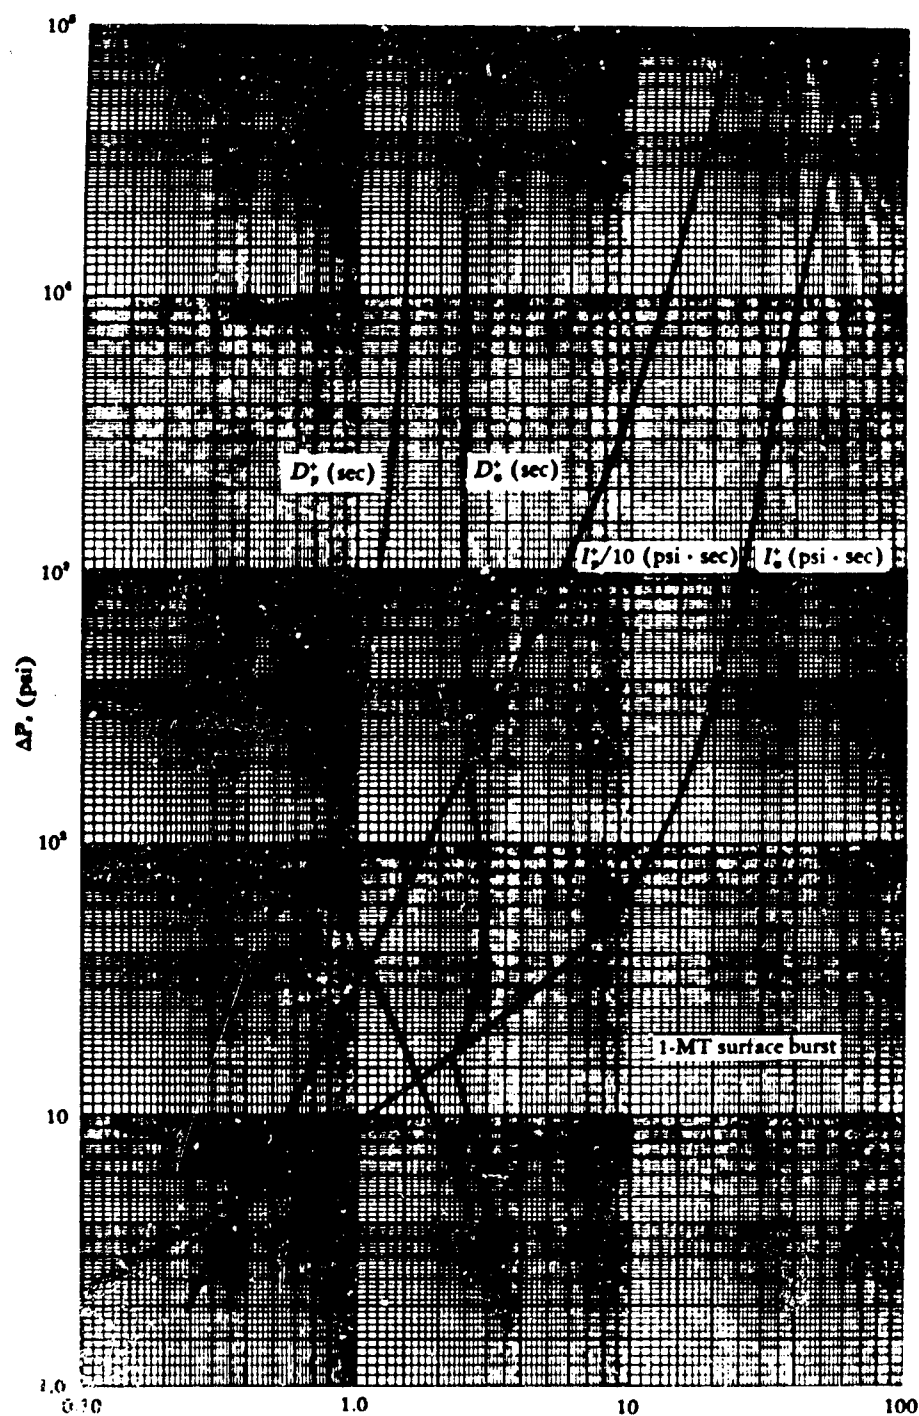 10⁵
10⁴
D⁺ₚ (sec)
D⁺ᵤ (sec)
I⁺ₚ/10 (psi · sec)
I⁺ᵤ (psi · sec)
10³
ΔPₛ (psi)
10²
1-MT surface burst
10
1.0
0.10
1.0
10
100